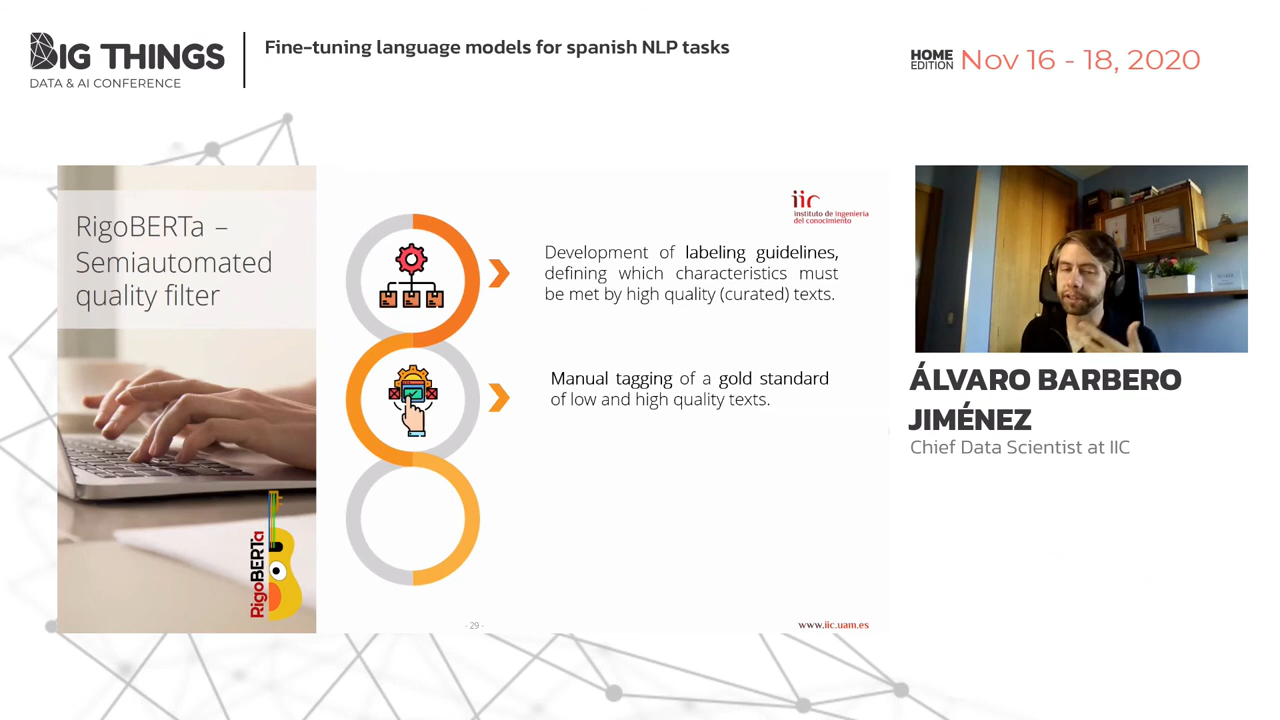 BIG THINGS
DATA & AI CONFERENCE
Fine-tuning language models for spanish NLP tasks
HOME
EDITION
Nov 16 - 18, 2020
RigoBERTa –
Semiautomated
quality filter
RigoBERTa
iic
instituto de ingeniería
del conocimiento
Development of labeling guidelines,
defining which characteristics must
be met by high quality (curated) texts.
Manual tagging of a gold standard
of low and high quality texts.
- 29 -
www.iic.uam.es
ÁLVARO BARBERO
JIMÉNEZ
Chief Data Scientist at IIC